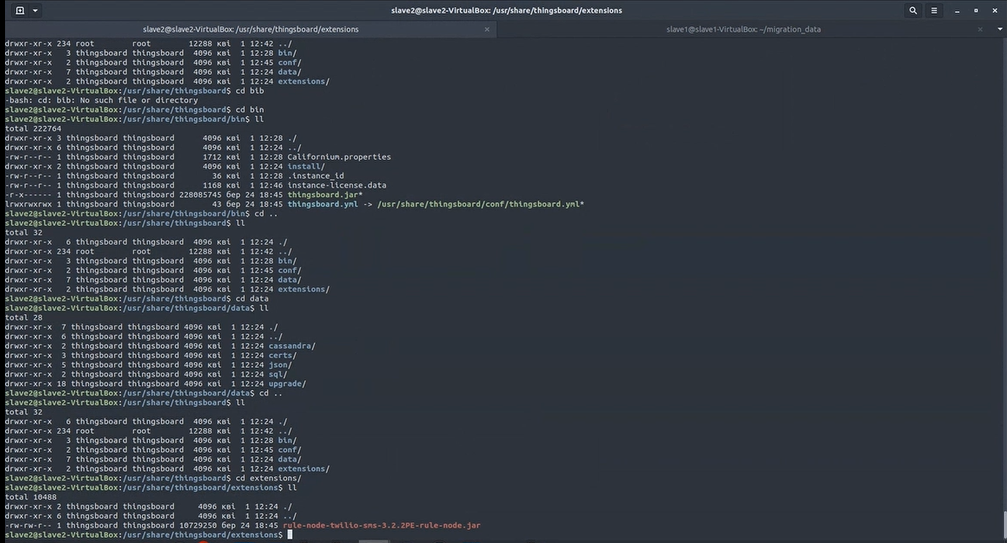 slave2@slave2-VirtualBox: /usr/share/thingsboard/extensions
slave2@slave2-VirtualBox: /usr/share/thingsboard/extensions
slave1@slave1-VirtualBox: ~/migration_data
drwxr-xr-x 234 root root 12288 кві 1 12:42 ../
drwxr-xr-x 3 thingsboard thingsboard 4096 кві 1 12:28 bin/
drwxr-xr-x 2 thingsboard thingsboard 4096 кві 1 12:45 conf/
drwxr-xr-x 7 thingsboard thingsboard 4096 кві 1 12:24 data/
drwxr-xr-x 2 thingsboard thingsboard 4096 кві 1 12:24 extensions/
slave2@slave2-VirtualBox:/usr/share/thingsboard$ cd bib
-bash: cd: bib: No such file or directory
slave2@slave2-VirtualBox:/usr/share/thingsboard$ cd bin
slave2@slave2-VirtualBox:/usr/share/thingsboard/bin$ ll
total 222764
drwxr-xr-x 3 thingsboard thingsboard 4096 кві 1 12:28 ./
drwxr-xr-x 6 thingsboard thingsboard 4096 кві 1 12:24 ../
-rw-r--r-- 1 thingsboard thingsboard 1712 кві 1 12:28 Californium.properties
drwxr-xr-x 2 thingsboard thingsboard 4096 кві 1 12:24 install/
-rw-r--r-- 1 thingsboard thingsboard 36 кві 1 12:28 .instance_id
-rw-r--r-- 1 thingsboard thingsboard 1168 кві 1 12:46 instance-license.data
-r-x------ 1 thingsboard thingsboard 228085745 бер 24 18:45 thingsboard.jar*
lrwxrwxrwx 1 thingsboard thingsboard 43 бер 24 18:45 thingsboard.yml -> /usr/share/thingsboard/conf/thingsboard.yml*
slave2@slave2-VirtualBox:/usr/share/thingsboard/bin$ cd ..
slave2@slave2-VirtualBox:/usr/share/thingsboard$ ll
total 32
drwxr-xr-x 6 thingsboard thingsboard 4096 кві 1 12:24 ./
drwxr-xr-x 234 root root 12288 кві 1 12:42 ../
drwxr-xr-x 3 thingsboard thingsboard 4096 кві 1 12:28 bin/
drwxr-xr-x 2 thingsboard thingsboard 4096 кві 1 12:45 conf/
drwxr-xr-x 7 thingsboard thingsboard 4096 кві 1 12:24 data/
drwxr-xr-x 2 thingsboard thingsboard 4096 кві 1 12:24 extensions/
slave2@slave2-VirtualBox:/usr/share/thingsboard$ cd data
slave2@slave2-VirtualBox:/usr/share/thingsboard/data$ ll
total 28
drwxr-xr-x 7 thingsboard thingsboard 4096 кві 1 12:24 ./
drwxr-xr-x 6 thingsboard thingsboard 4096 кві 1 12:24 ../
drwxr-xr-x 2 thingsboard thingsboard 4096 кві 1 12:24 cassandra/
drwxr-xr-x 3 thingsboard thingsboard 4096 кві 1 12:24 certs/
drwxr-xr-x 5 thingsboard thingsboard 4096 кві 1 12:24 json/
drwxr-xr-x 2 thingsboard thingsboard 4096 кві 1 12:24 sql/
drwxr-xr-x 18 thingsboard thingsboard 4096 кві 1 12:24 upgrade/
slave2@slave2-VirtualBox:/usr/share/thingsboard/data$ cd ..
slave2@slave2-VirtualBox:/usr/share/thingsboard$ ll
total 32
drwxr-xr-x 6 thingsboard thingsboard 4096 кві 1 12:24 ./
drwxr-xr-x 234 root root 12288 кві 1 12:42 ../
drwxr-xr-x 3 thingsboard thingsboard 4096 кві 1 12:28 bin/
drwxr-xr-x 2 thingsboard thingsboard 4096 кві 1 12:45 conf/
drwxr-xr-x 7 thingsboard thingsboard 4096 кві 1 12:24 data/
drwxr-xr-x 2 thingsboard thingsboard 4096 кві 1 12:24 extensions/
slave2@slave2-VirtualBox:/usr/share/thingsboard$ cd extensions/
slave2@slave2-VirtualBox:/usr/share/thingsboard/extensions$ ll
total 10488
drwxr-xr-x 2 thingsboard thingsboard 4096 кві 1 12:24 ./
drwxr-xr-x 6 thingsboard thingsboard 4096 кві 1 12:24 ../
-rw-rw-r-- 1 thingsboard thingsboard 10729250 бер 24 18:45 rule-node-twilio-sms-3.2.2PE-rule-node.jar
slave2@slave2-VirtualBox:/usr/share/thingsboard/extensions$